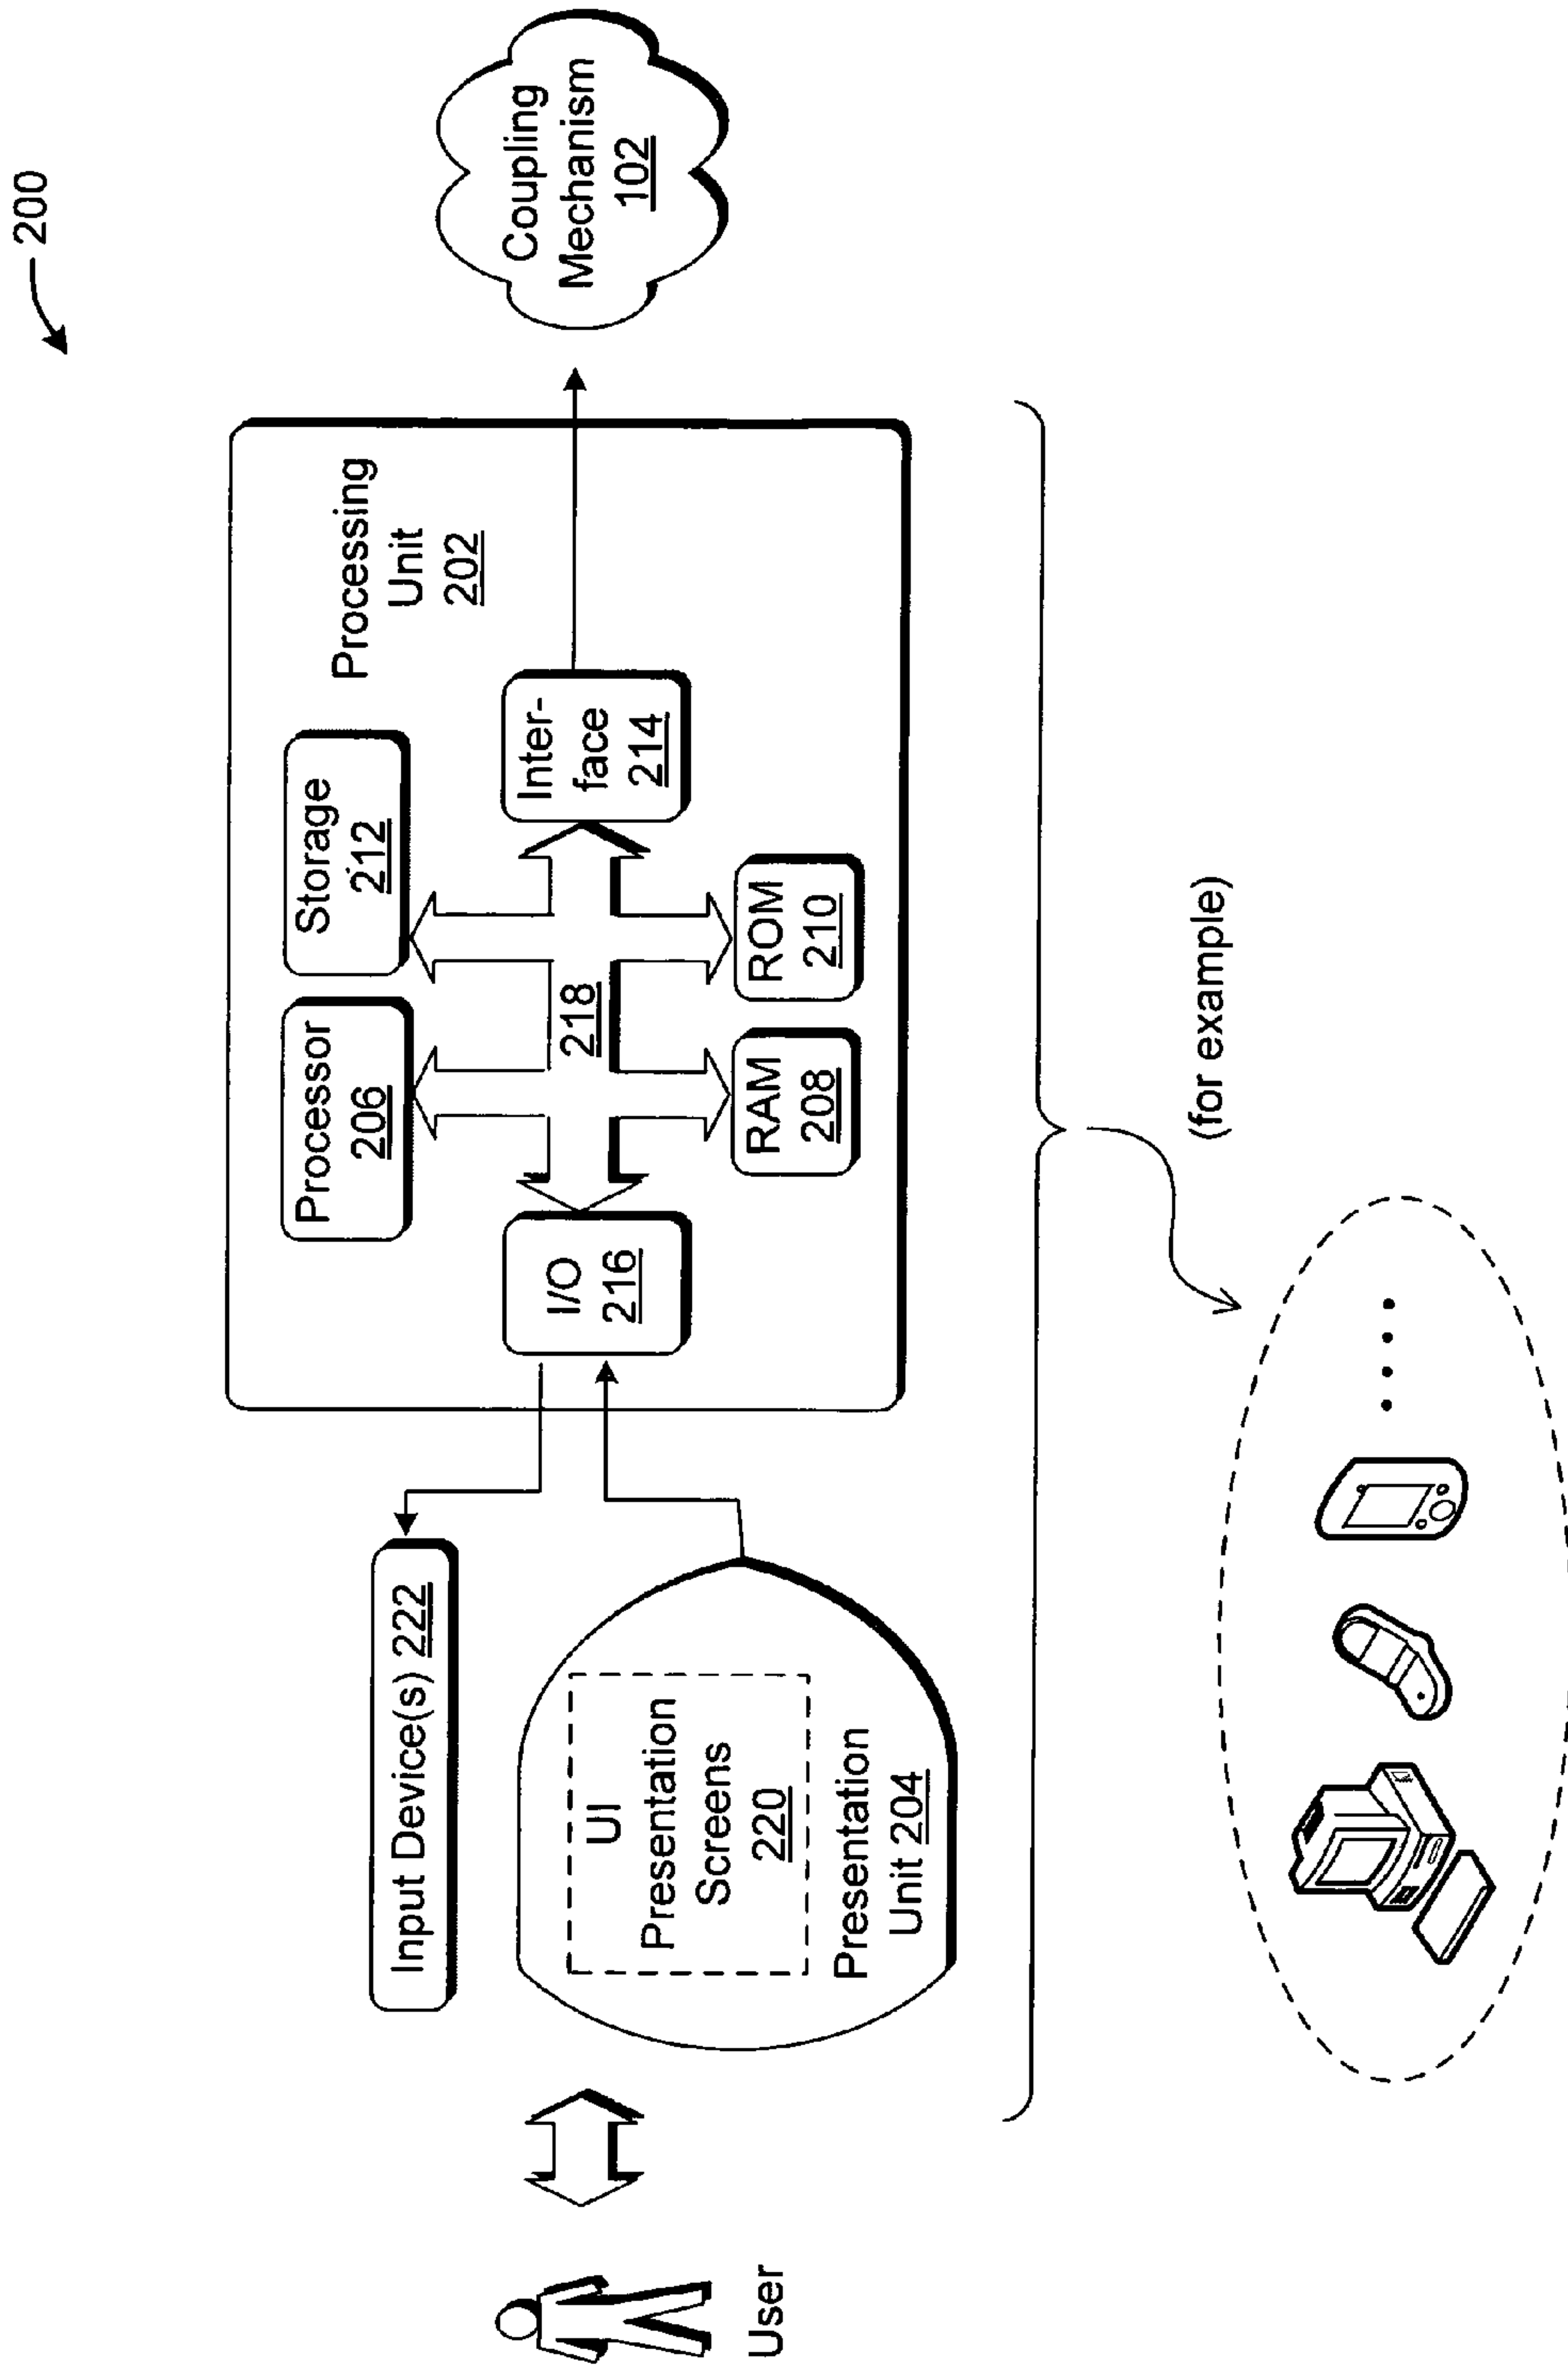 200
Coupling
Mechanism
102
Processing
Unit
202
Storage
212
Processor
206
Inter-
face
214
218
I/O
216
ROM
210
RAM
208
Input Device(s) 222
UI
Presentation
Screens
220
Presentation
Unit 204
User
(for example)